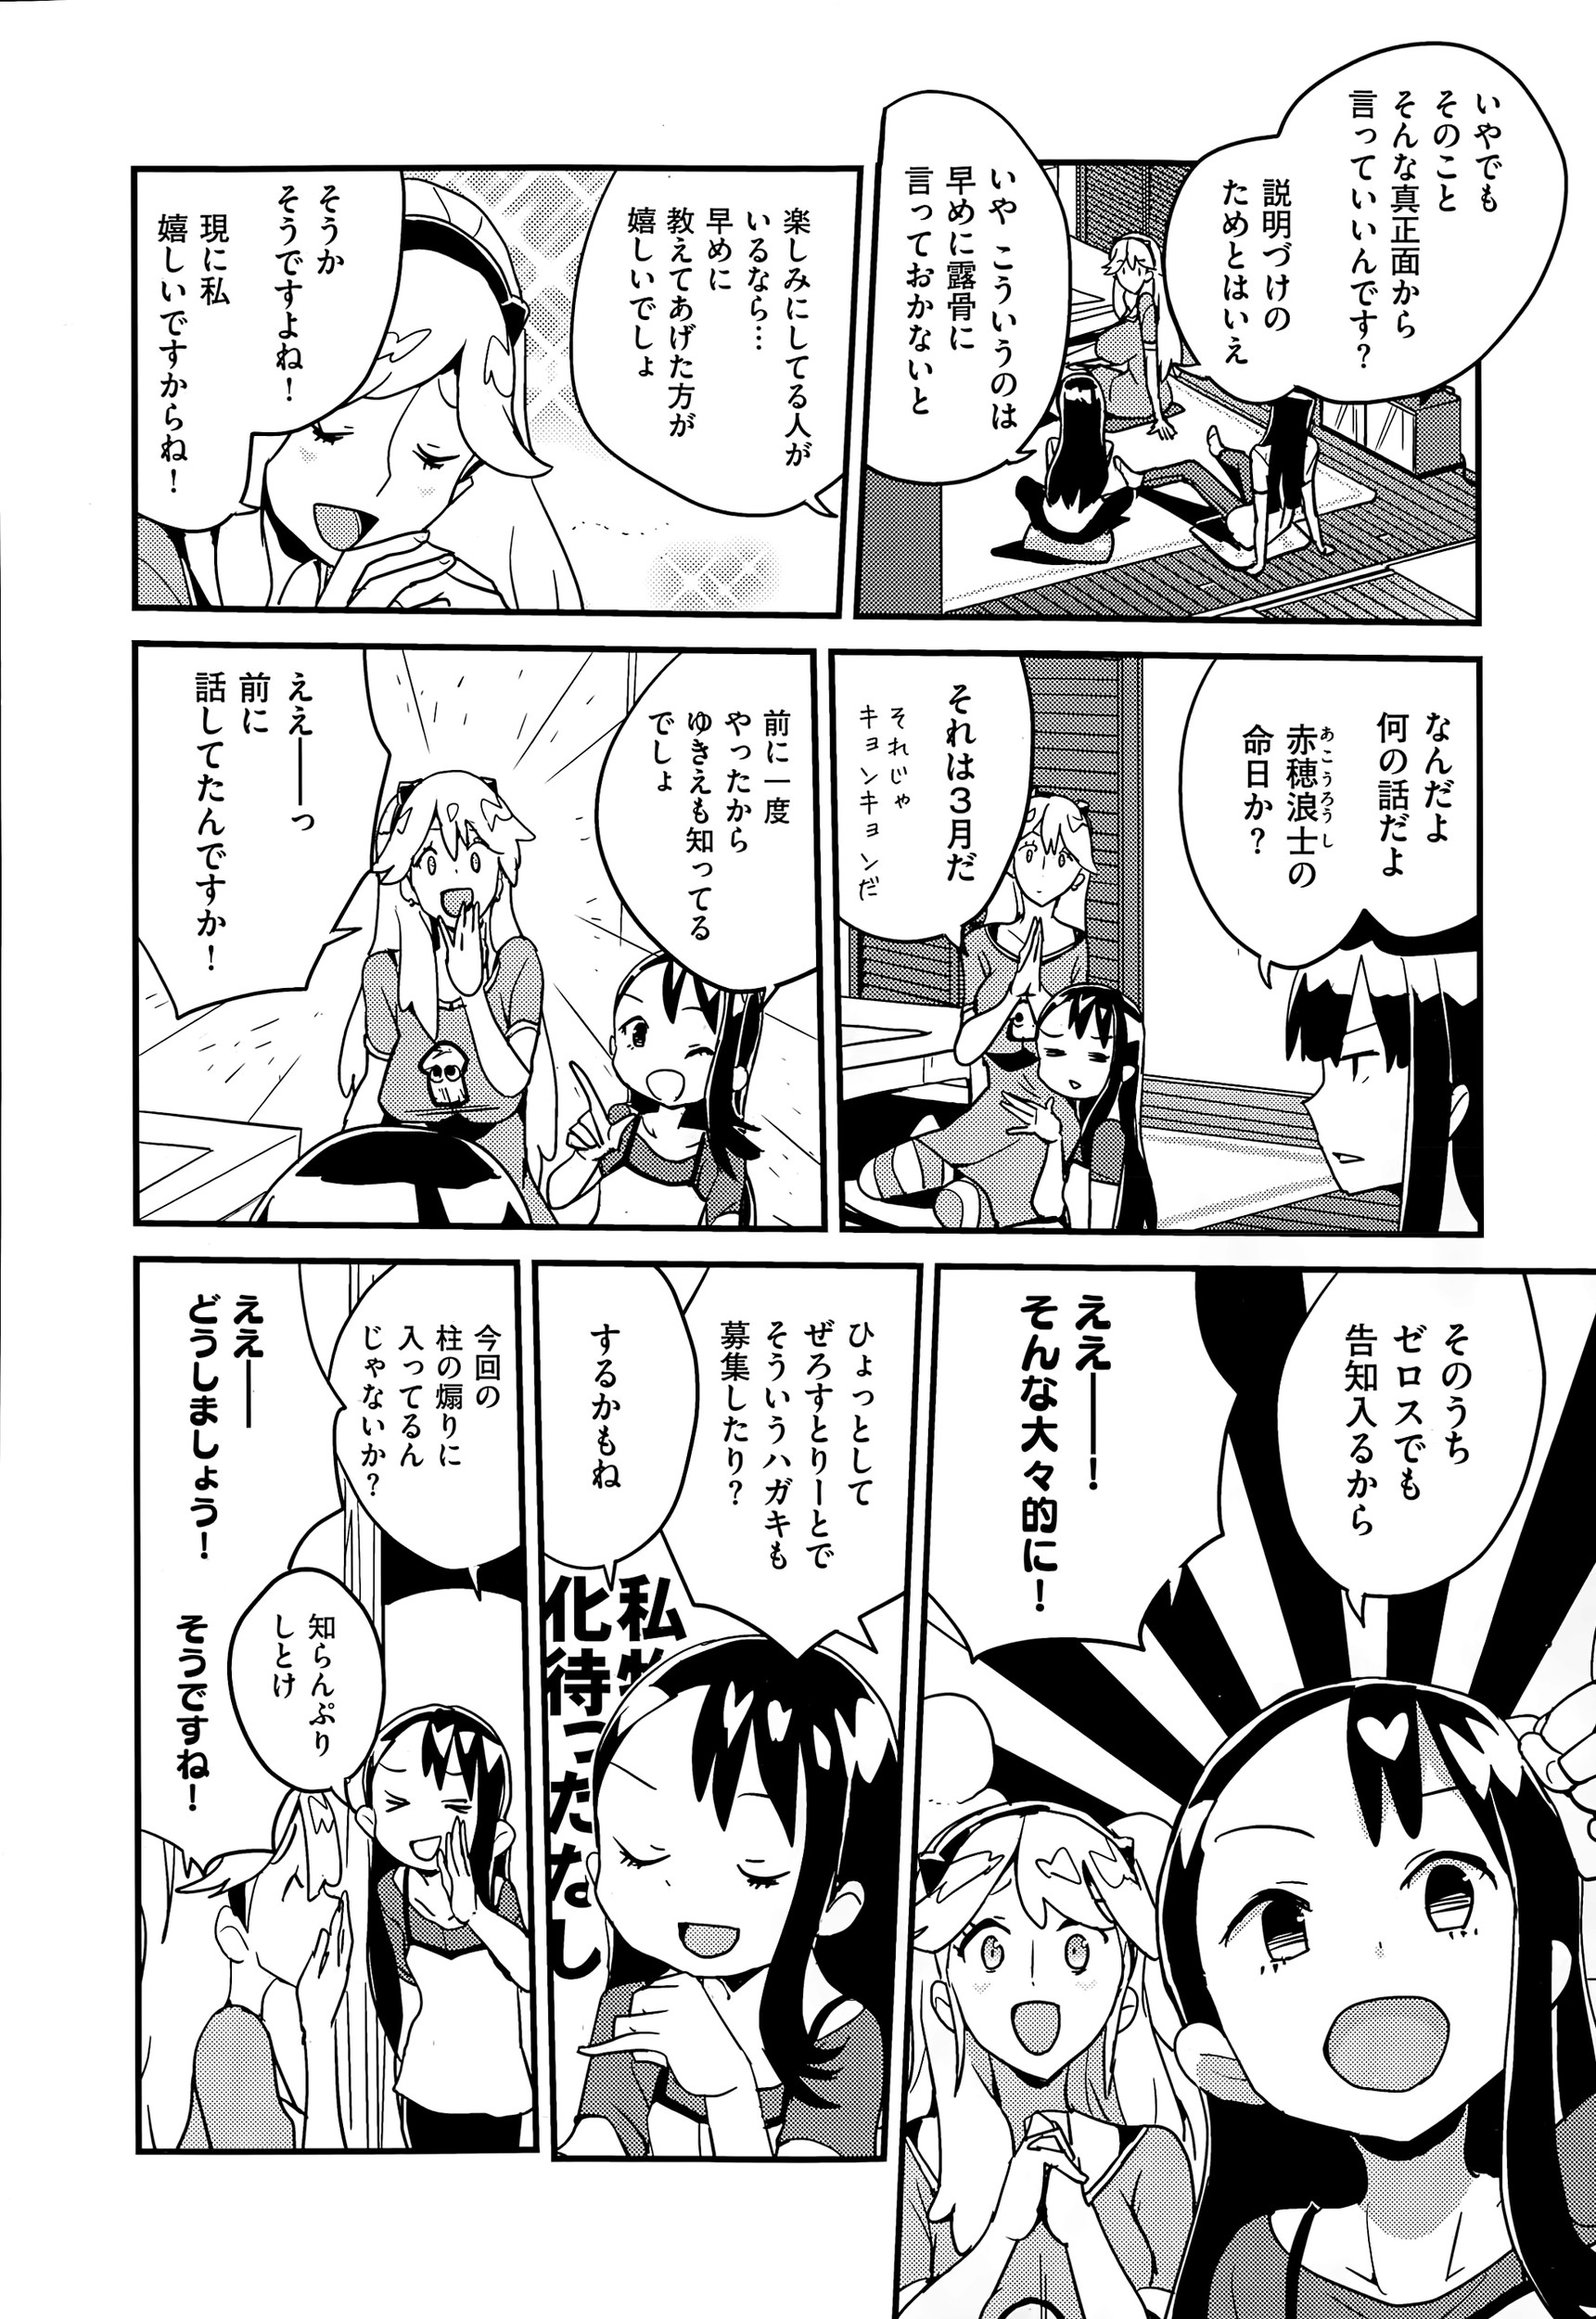 いやでも
そのこと
そんな真正面から
言っていいんです?
説明づけの
ためとはいえ
いや こういうのは
早めに露骨に
言っておかないと
楽しみにしてる人が
いるなら…
早めに
教えてあげた方が
嬉しいでしょ
そうか
そうですよね!
現に私
嬉しいですからね!
なんだよ
何の話だよ
赤穂浪士の
あこうろうし
命日か?
それは3月だ
それじゃ
キョンキョンだ
前に一度
やったから
ゆきえも知ってる
でしょ
ええ――っ
前に
話してたんですか!
そのうち
ゼロスでも
告知入るから
ええ――!
そんな大々的に!
ひょっとして
ぜろすとりーとで
そういうハガキも
募集したり?
するかもね
私物
化待ったなし
今回の
柱の煽りに
入ってるん
じゃないか?
ええ――
どうしましょう!
知らんぷり
しとけ
そうですね!